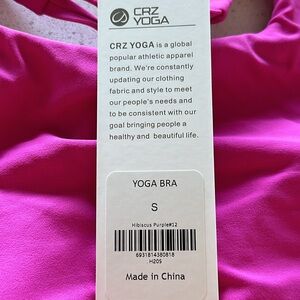 CRZ
YOGA
CRZ YOGA is a global
popular athletic apparel
brand. We're constantly
updating our clothing
fabric and style to meet
our people's needs and
to be consistent with our
goal bringing people a
healthy and beautiful life.
YOGA BRA
S
Hibiscus Purple#12
6931814380818
H205
Made in China